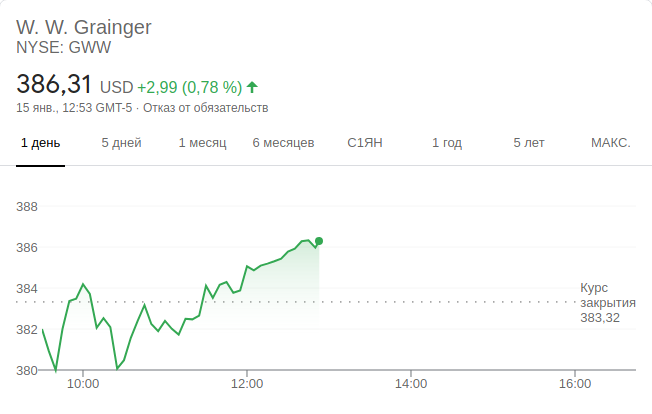 W. W. Grainger
NYSE: GWW
386,31 USD +2,99 (0,78 %)
15 янв., 12:53 GMT-5 · Отказ от обязательств
1 день 5 дней 1 месяц 6 месяцев С1ЯН 1 год 5 лет МАКС.
388
386
384
Курс
закрытия
383,32
382
380
10:00 12:00 14:00 16:00